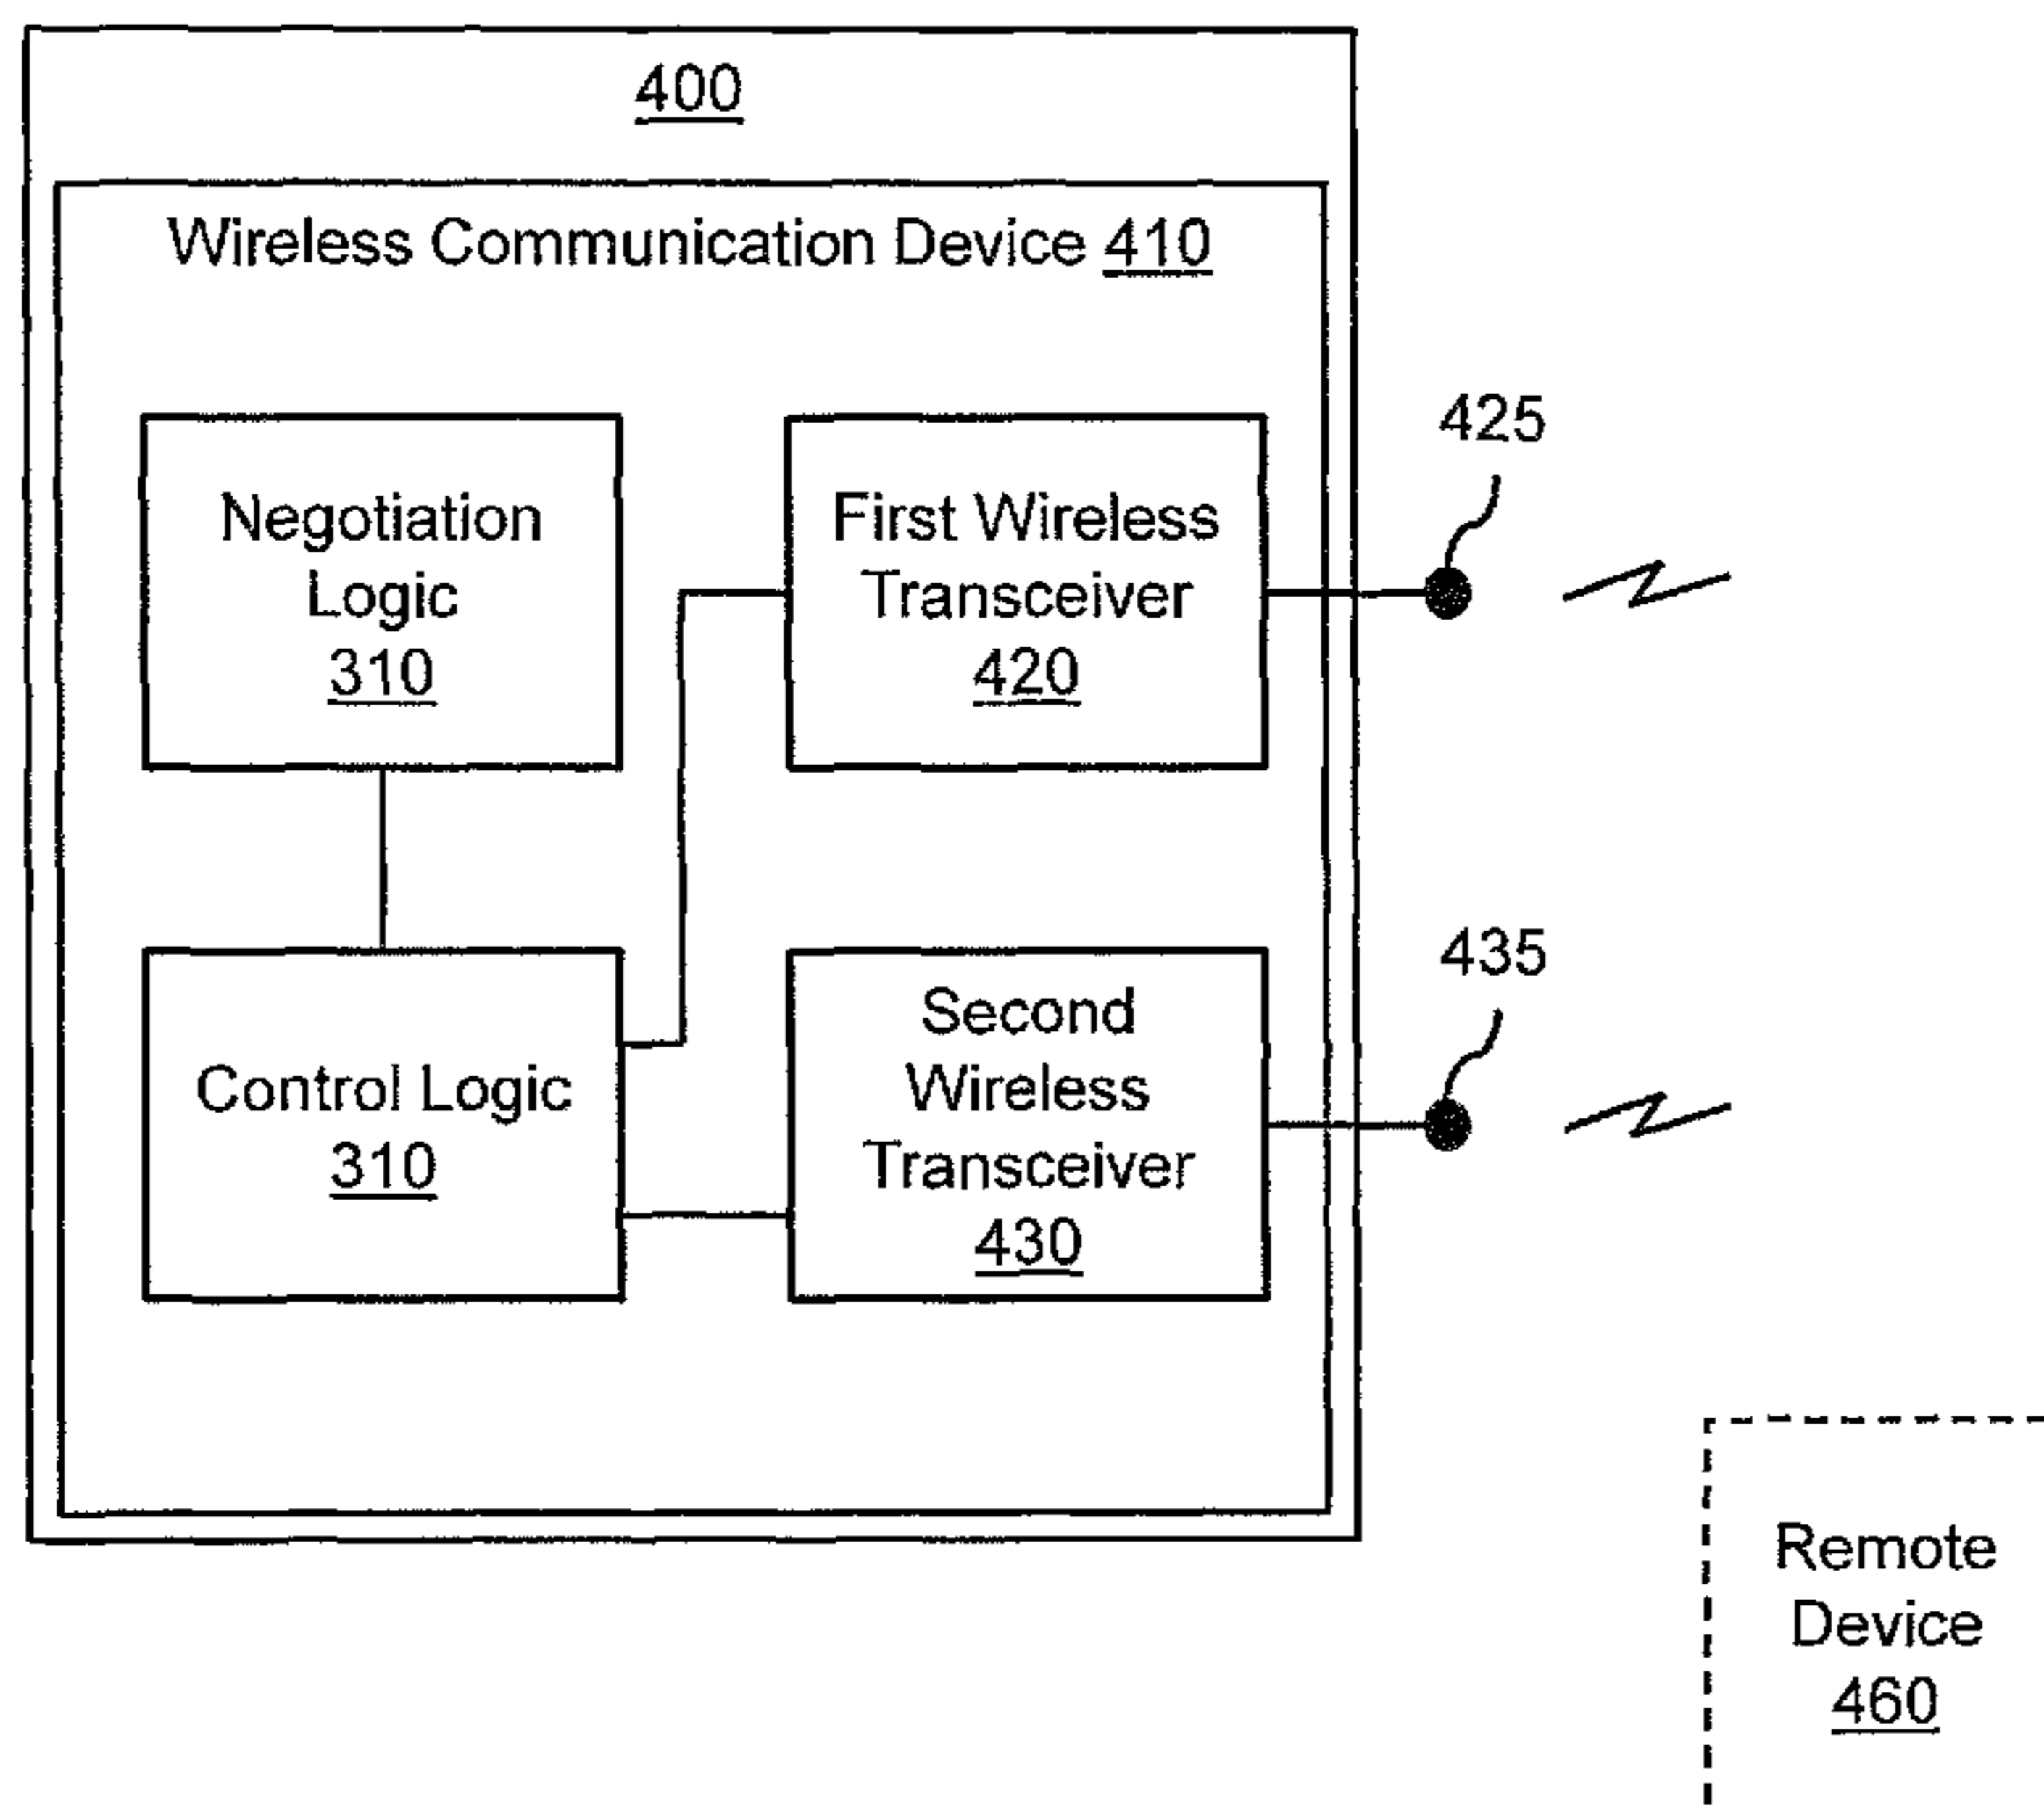 400
Wireless Communication Device 410
Negotiation
Logic
310
First Wireless
Transceiver
420
425
Control Logic
310
Second
Wireless
Transceiver
430
435
Remote
Device
460